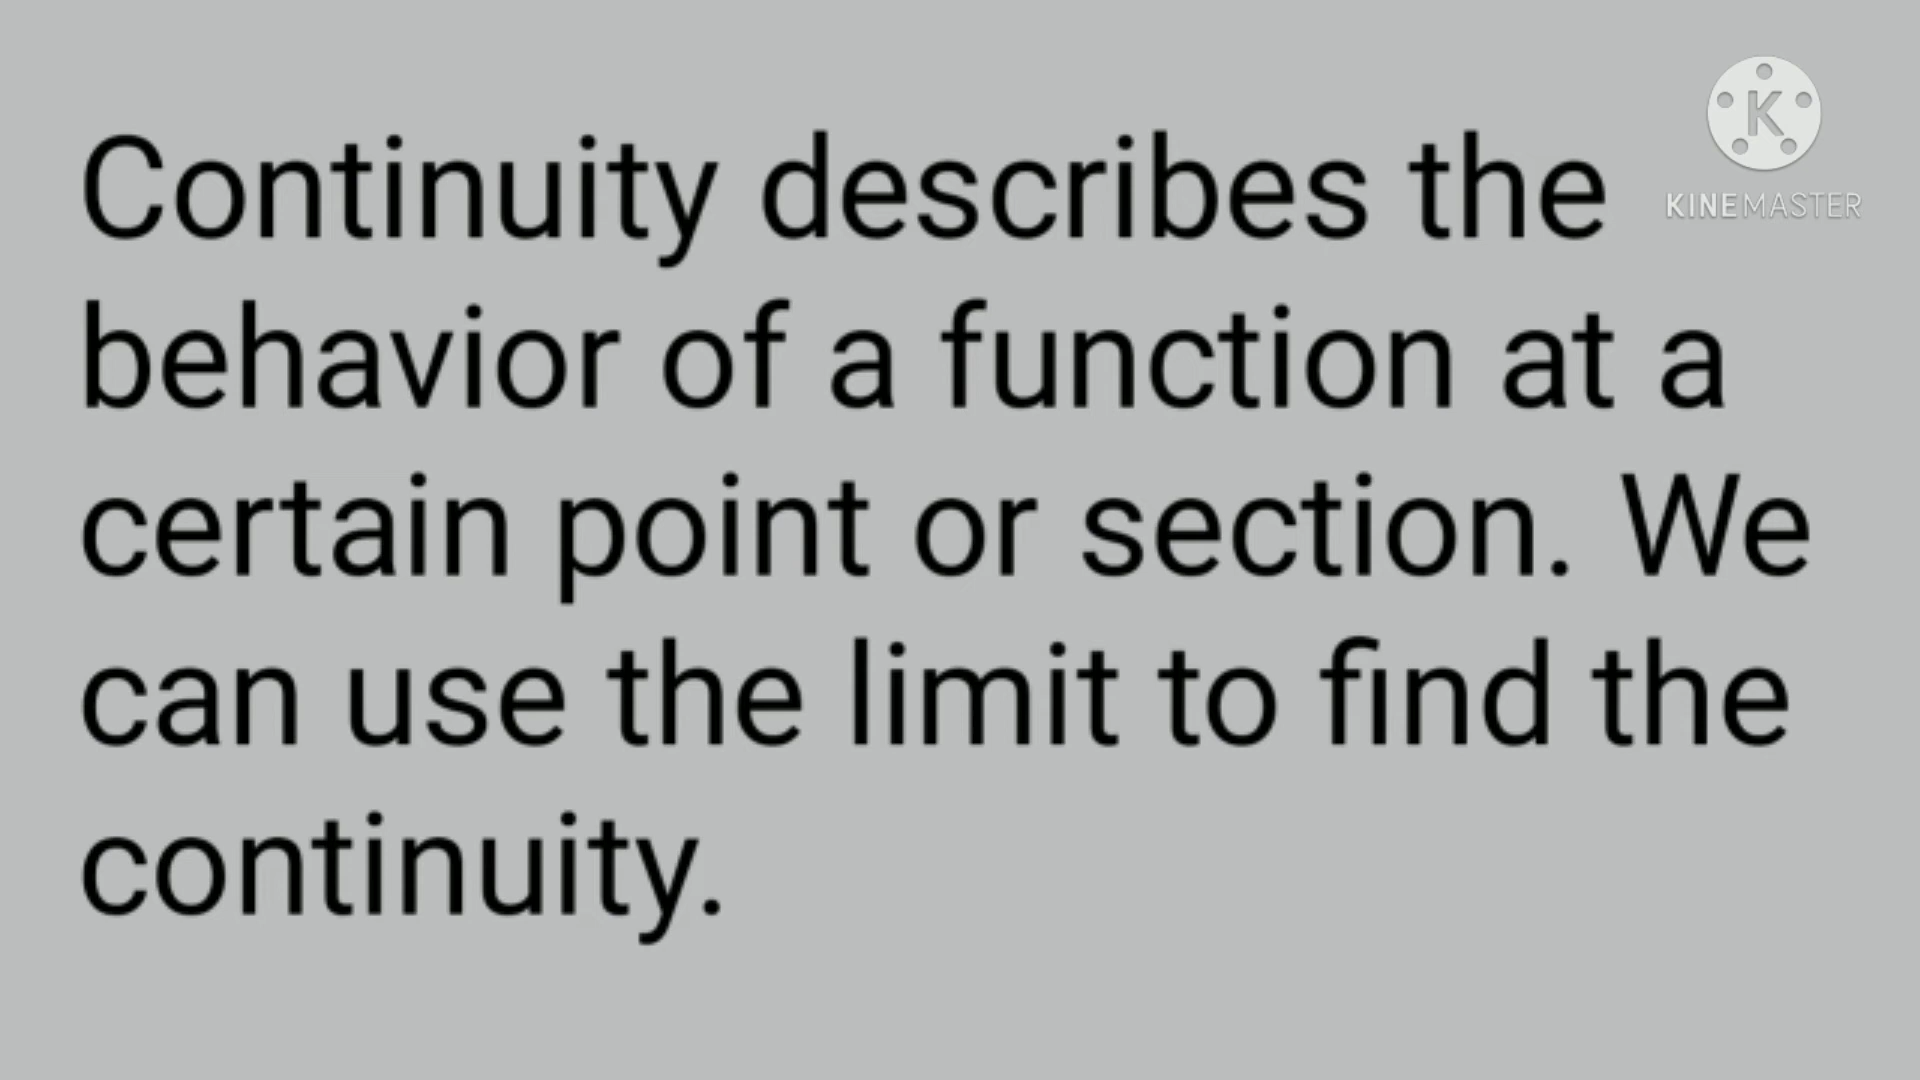 Continuity describes the
behavior of a function at a
certain point or section. We
can use the limit to find the
continuity.
K
KINEMASTER